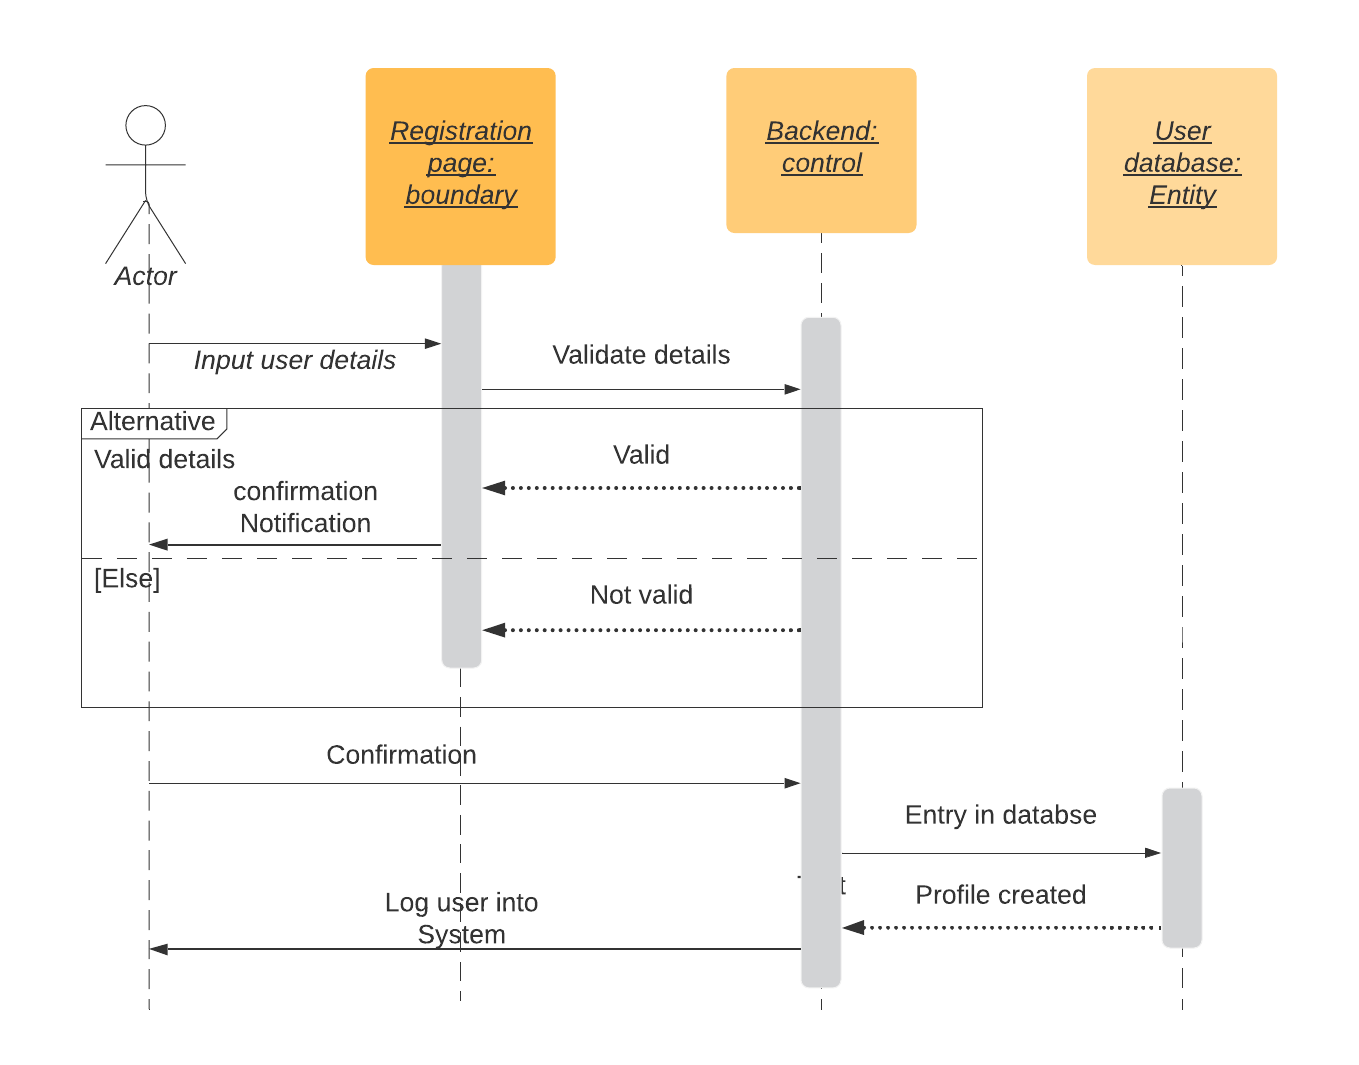 Registration
page:
boundary
Backend:
control
User
database:
Entity
Actor
Input user details
Validate details
Alternative
Valid details
Valid
confirmation
Notification
[Else]
Not valid
Confirmation
Entry in databse
Profile created
Log user into
System